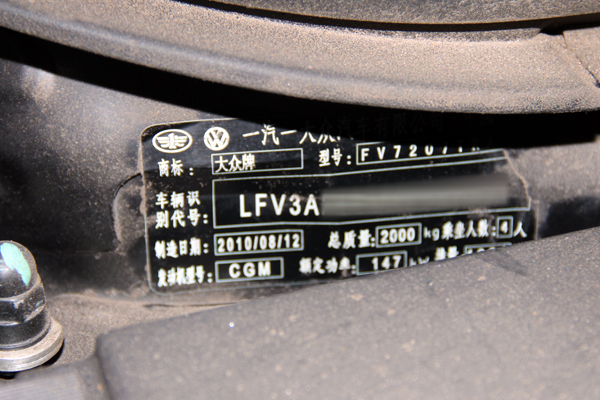 一汽一大众
商标: 大众牌 型号: FV7207
车辆识
别代号: LFV3A
制造日期: 2010/08/12 总质量: 2000 kg 乘坐人数: 4 人
发动机型号: CGM 额定功率: 147 kw